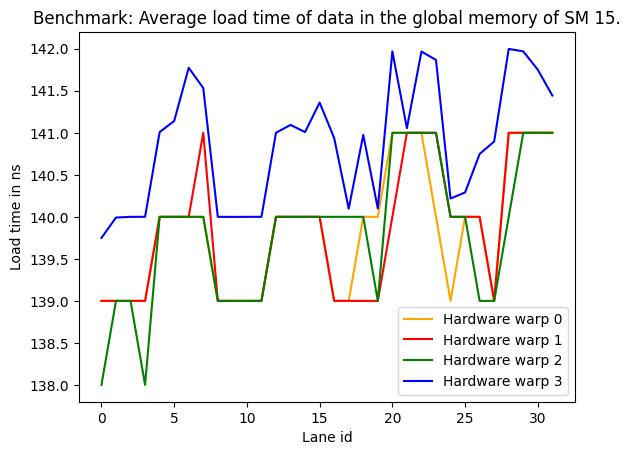 Benchmark: Average load time of data in the global memory of SM 15.
142.0
141.5
141.0
140.5
140.0
139.5
139.0
138.5
138.0
Load time in ns
Hardware warp 0
Hardware warp 1
Hardware warp 2
Hardware warp 3
0 5 10 15 20 25 30
Lane id